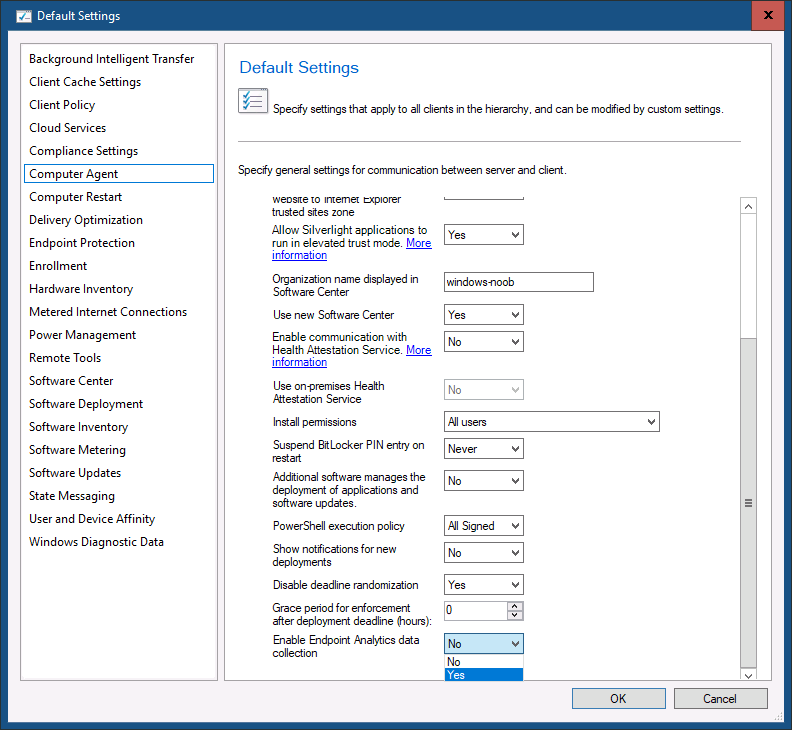 Default Settings
Background Intelligent Transfer
Client Cache Settings
Client Policy
Cloud Services
Compliance Settings
Computer Agent
Computer Restart
Delivery Optimization
Endpoint Protection
Enrollment
Hardware Inventory
Metered Internet Connections
Power Management
Remote Tools
Software Center
Software Deployment
Software Inventory
Software Metering
Software Updates
State Messaging
User and Device Affinity
Windows Diagnostic Data
Default Settings
Specify settings that apply to all clients in the hierarchy, and can be modified by custom settings.
Specify general settings for communication between server and client.
website to Internet Explorer
trusted sites zone
Allow Silverlight applications to
run in elevated trust mode. More
information
Yes
Organization name displayed in
Software Center
windows-noob
Use new Software Center
Yes
Enable communication with
Health Attestation Service. More
information
No
Use on-premises Health
Attestation Service
No
Install permissions
All users
Suspend BitLocker PIN entry on
restart
Never
Additional software manages the
deployment of applications and
software updates.
No
PowerShell execution policy
All Signed
Show notifications for new
deployments
No
Disable deadline randomization
Yes
Grace period for enforcement
after deployment deadline (hours):
0
Enable Endpoint Analytics data
collection
No
No
Yes
OK
Cancel